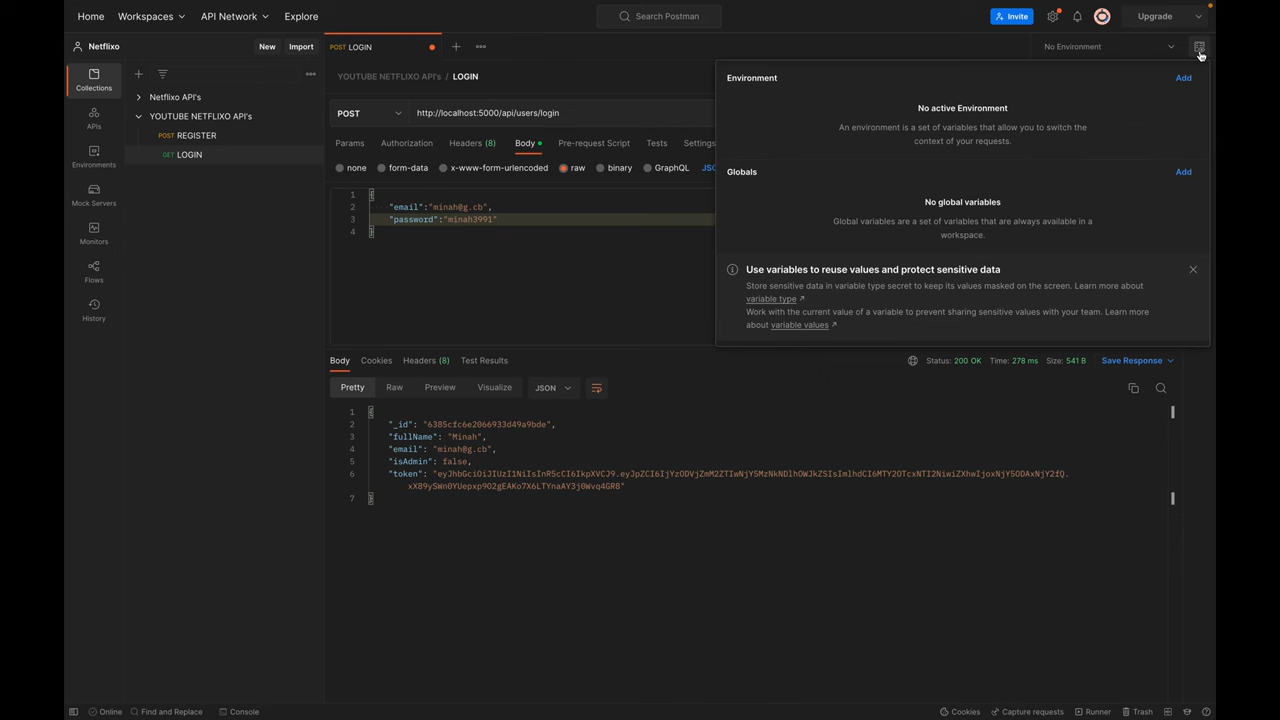 Home Workspaces API Network Explore Search Postman Invite Upgrade
Netflixo New Import POST LOGIN No Environment
Collections
APIs
Environments
Mock Servers
Monitors
Flows
History
Netflixo API's
YOUTUBE NETFLIXO API's
POST REGISTER
GET LOGIN
YOUTUBE NETFLIXO API's / LOGIN
POST http://localhost:5000/api/users/login
Params Authorization Headers (8) Body Pre-request Script Tests Settings
none form-data x-www-form-urlencoded raw binary GraphQL JSO
1 {
2 "email":"minah@g.cb",
3 "password":"minah3991"
4 }
Environment Add
No active Environment
An environment is a set of variables that allow you to switch the
context of your requests.
Globals Add
No global variables
Global variables are a set of variables that are always available in a
workspace.
Use variables to reuse values and protect sensitive data
Store sensitive data in variable type secret to keep its values masked on the screen. Learn more about
variable type ↗
Work with the current value of a variable to prevent sharing sensitive values with your team. Learn more
about variable values ↗
Body Cookies Headers (8) Test Results Status: 200 OK Time: 278 ms Size: 541 B Save Response
Pretty Raw Preview Visualize JSON
1 {
2 "_id": "6385cfc6e2066933d49a9bde",
3 "fullName": "Minah",
4 "email": "minah@g.cb",
5 "isAdmin": false,
6 "token":
7 }
Online Find and Replace Console Cookies Capture requests Runner Trash